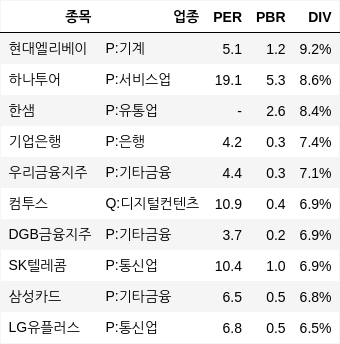 종목 업종 PER PBR DIV
현대엘리베이 P:기계 5.1 1.2 9.2%
하나투어 P:서비스업 19.1 5.3 8.6%
한샘 P:유통업 - 2.6 8.4%
기업은행 P:은행 4.2 0.3 7.4%
우리금융지주 P:기타금융 4.4 0.3 7.1%
컴투스 Q:디지털컨텐츠 10.9 0.4 6.9%
DGB금융지주 P:기타금융 3.7 0.2 6.9%
SK텔레콤 P:통신업 10.4 1.0 6.9%
삼성카드 P:기타금융 6.5 0.5 6.8%
LG유플러스 P:통신업 6.8 0.5 6.5%